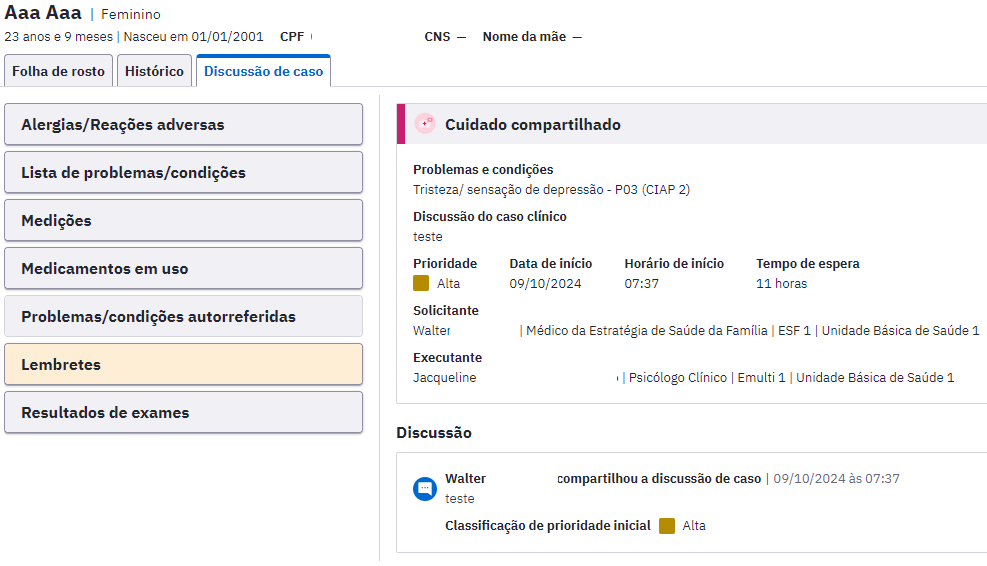 Aaa Aaa | Feminino
23 anos e 9 meses | Nasceu em 01/01/2001 CPF CNS — Nome da mãe —
Folha de rosto Histórico Discussão de caso
Alergias/Reações adversas
Lista de problemas/condições
Medições
Medicamentos em uso
Problemas/condições autorreferidas
Lembretes
Resultados de exames
Cuidado compartilhado
Problemas e condições
Tristeza/ sensação de depressão - P03 (CIAP 2)
Discussão do caso clínico
teste
Prioridade Data de início Horário de início Tempo de espera
Alta 09/10/2024 07:37 11 horas
Solicitante
Walter | Médico da Estratégia de Saúde da Família | ESF 1 | Unidade Básica de Saúde 1
Executante
Jacqueline | Psicólogo Clínico | Emulti 1 | Unidade Básica de Saúde 1
Discussão
Walter compartilhou a discussão de caso | 09/10/2024 às 07:37
teste
Classificação de prioridade inicial Alta